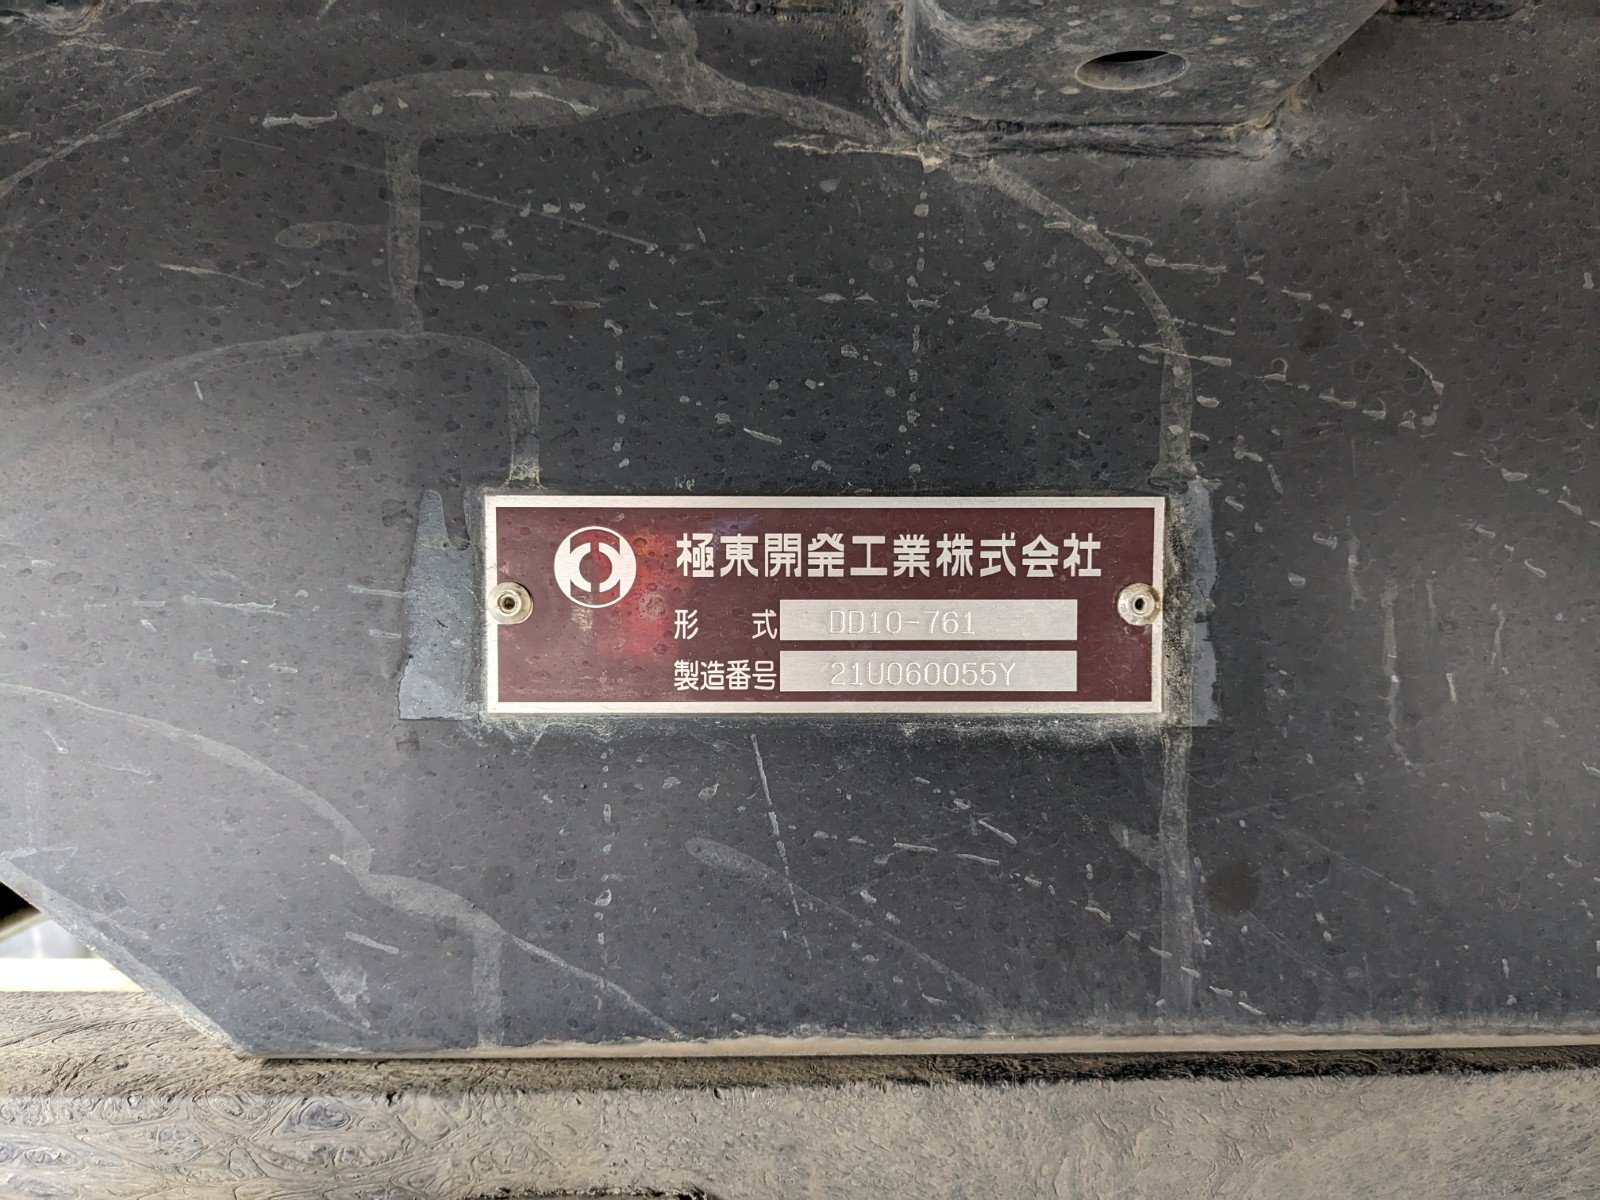 極東開発工業株式会社
形 式 DD10-761
製造番号 21U060055Y